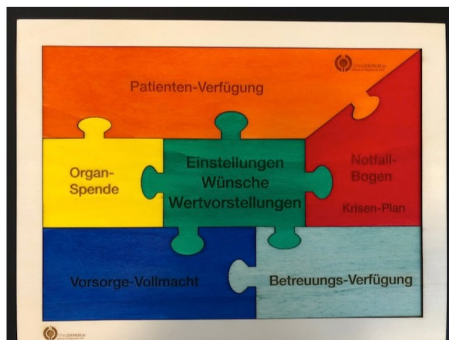 Patienten-Verfügung
Organ-
Spende
Einstellungen
Wünsche
Wertvorstellungen
Notfall-
Bogen
Krisen-Plan
Vorsorge-Vollmacht
Betreuungs-Verfügung